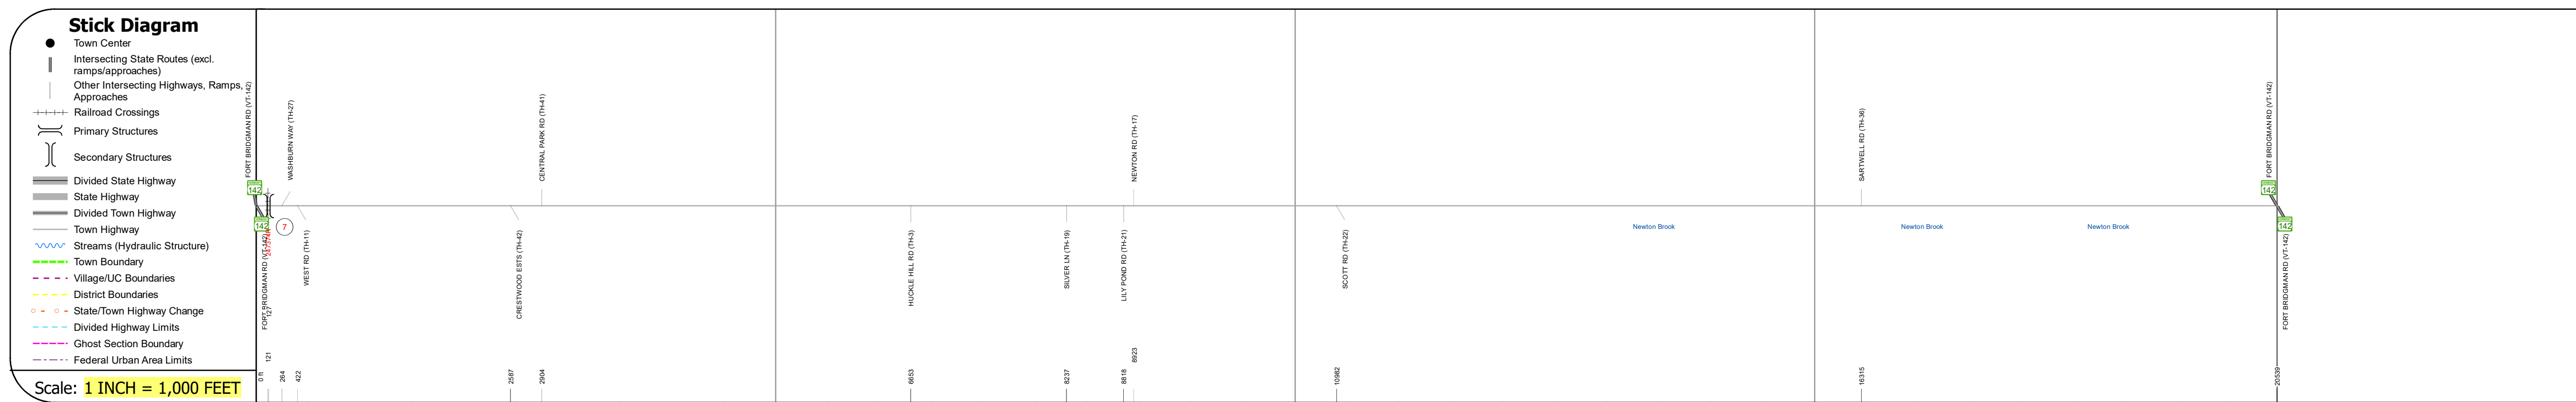 Stick Diagram
Town Center
Intersecting State Routes (excl.
ramps/approaches)
Other Intersecting Highways, Ramps,
Approaches
Railroad Crossings
Primary Structures
Secondary Structures
Divided State Highway
State Highway
Divided Town Highway
Town Highway
Streams (Hydraulic Structure)
Town Boundary
Village/UC Boundaries
District Boundaries
State/Town Highway Change
Divided Highway Limits
Ghost Section Boundary
Federal Urban Area Limits
Scale: 1 INCH = 1,000 FEET
FORT BRIDGMAN RD (VT-142)
WASHBURN WAY (TH-27)
CENTRAL PARK RD (TH-41)
NEWTON RD (TH-17)
SARTWELL RD (TH-36)
FORT BRIDGMAN RD (VT-142)
142
142
7
142
142
FORT BRIDGMAN RD (VT-142)
127
WEST RD (TH-11)
CRESTWOOD ESTS (TH-42)
HUCKLE HILL RD (TH-3)
SILVER LN (TH-19)
LILY POND RD (TH-21)
SCOTT RD (TH-22)
Newton Brook
Newton Brook
Newton Brook
FORT BRIDGMAN RD (VT-142)
0 ft
121
264
422
2587
2904
6653
8237
8818
8923
10982
16315
20539